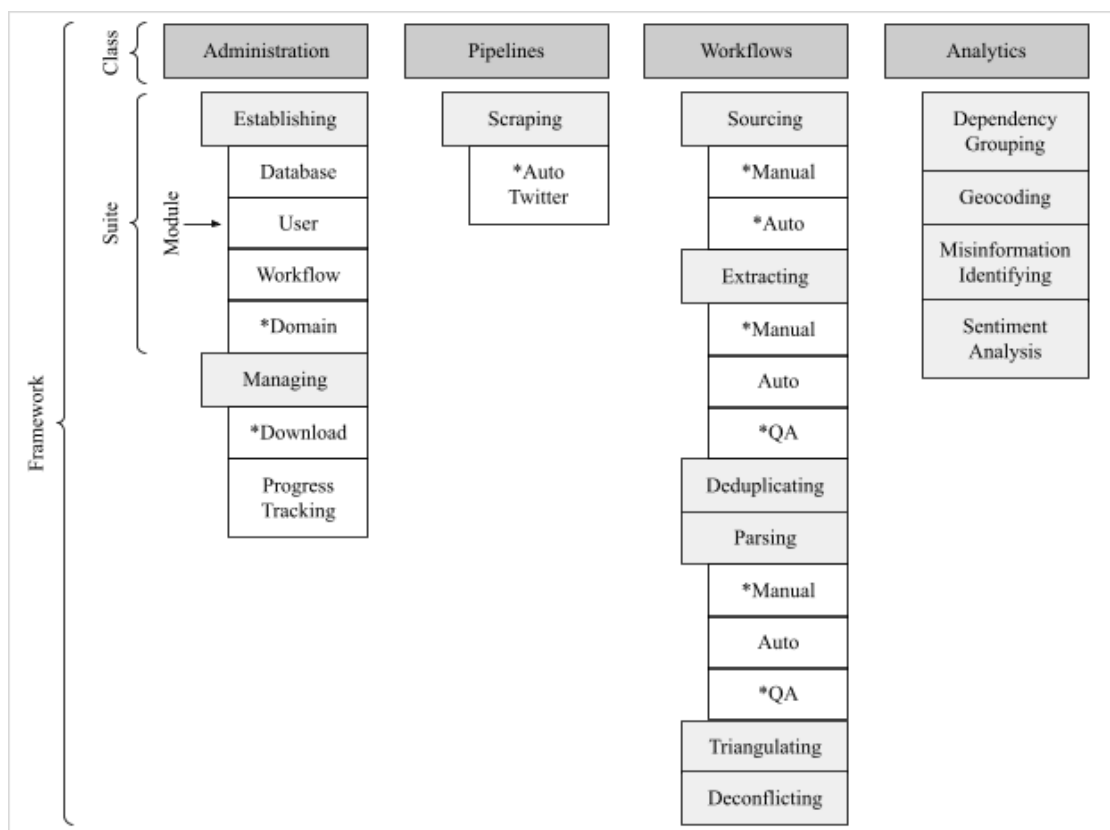 Framework
Class
Suite
Module
Administration
Establishing
Database
User
Workflow
*Domain
Managing
*Download
Progress
Tracking
Pipelines
Scraping
*Auto
Twitter
Workflows
Sourcing
*Manual
*Auto
Extracting
*Manual
Auto
*QA
Deduplicating
Parsing
*Manual
Auto
*QA
Triangulating
Deconflicting
Analytics
Dependency
Grouping
Geocoding
Misinformation
Identifying
Sentiment
Analysis